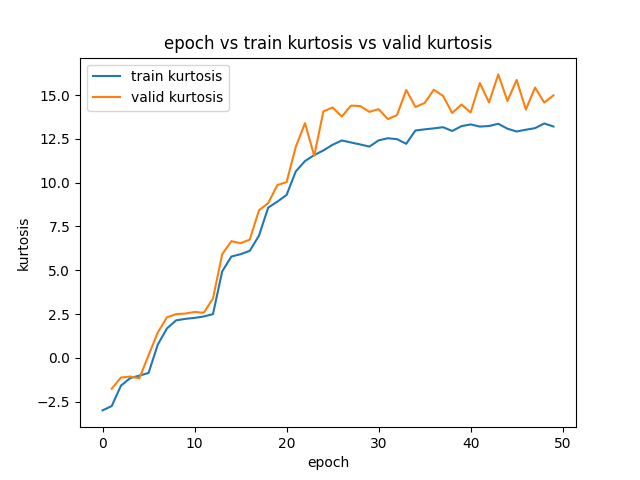 epoch vs train kurtosis vs valid kurtosis
train kurtosis
valid kurtosis
15.0
12.5
10.0
7.5
5.0
2.5
0.0
−2.5
kurtosis
0 10 20 30 40 50
epoch